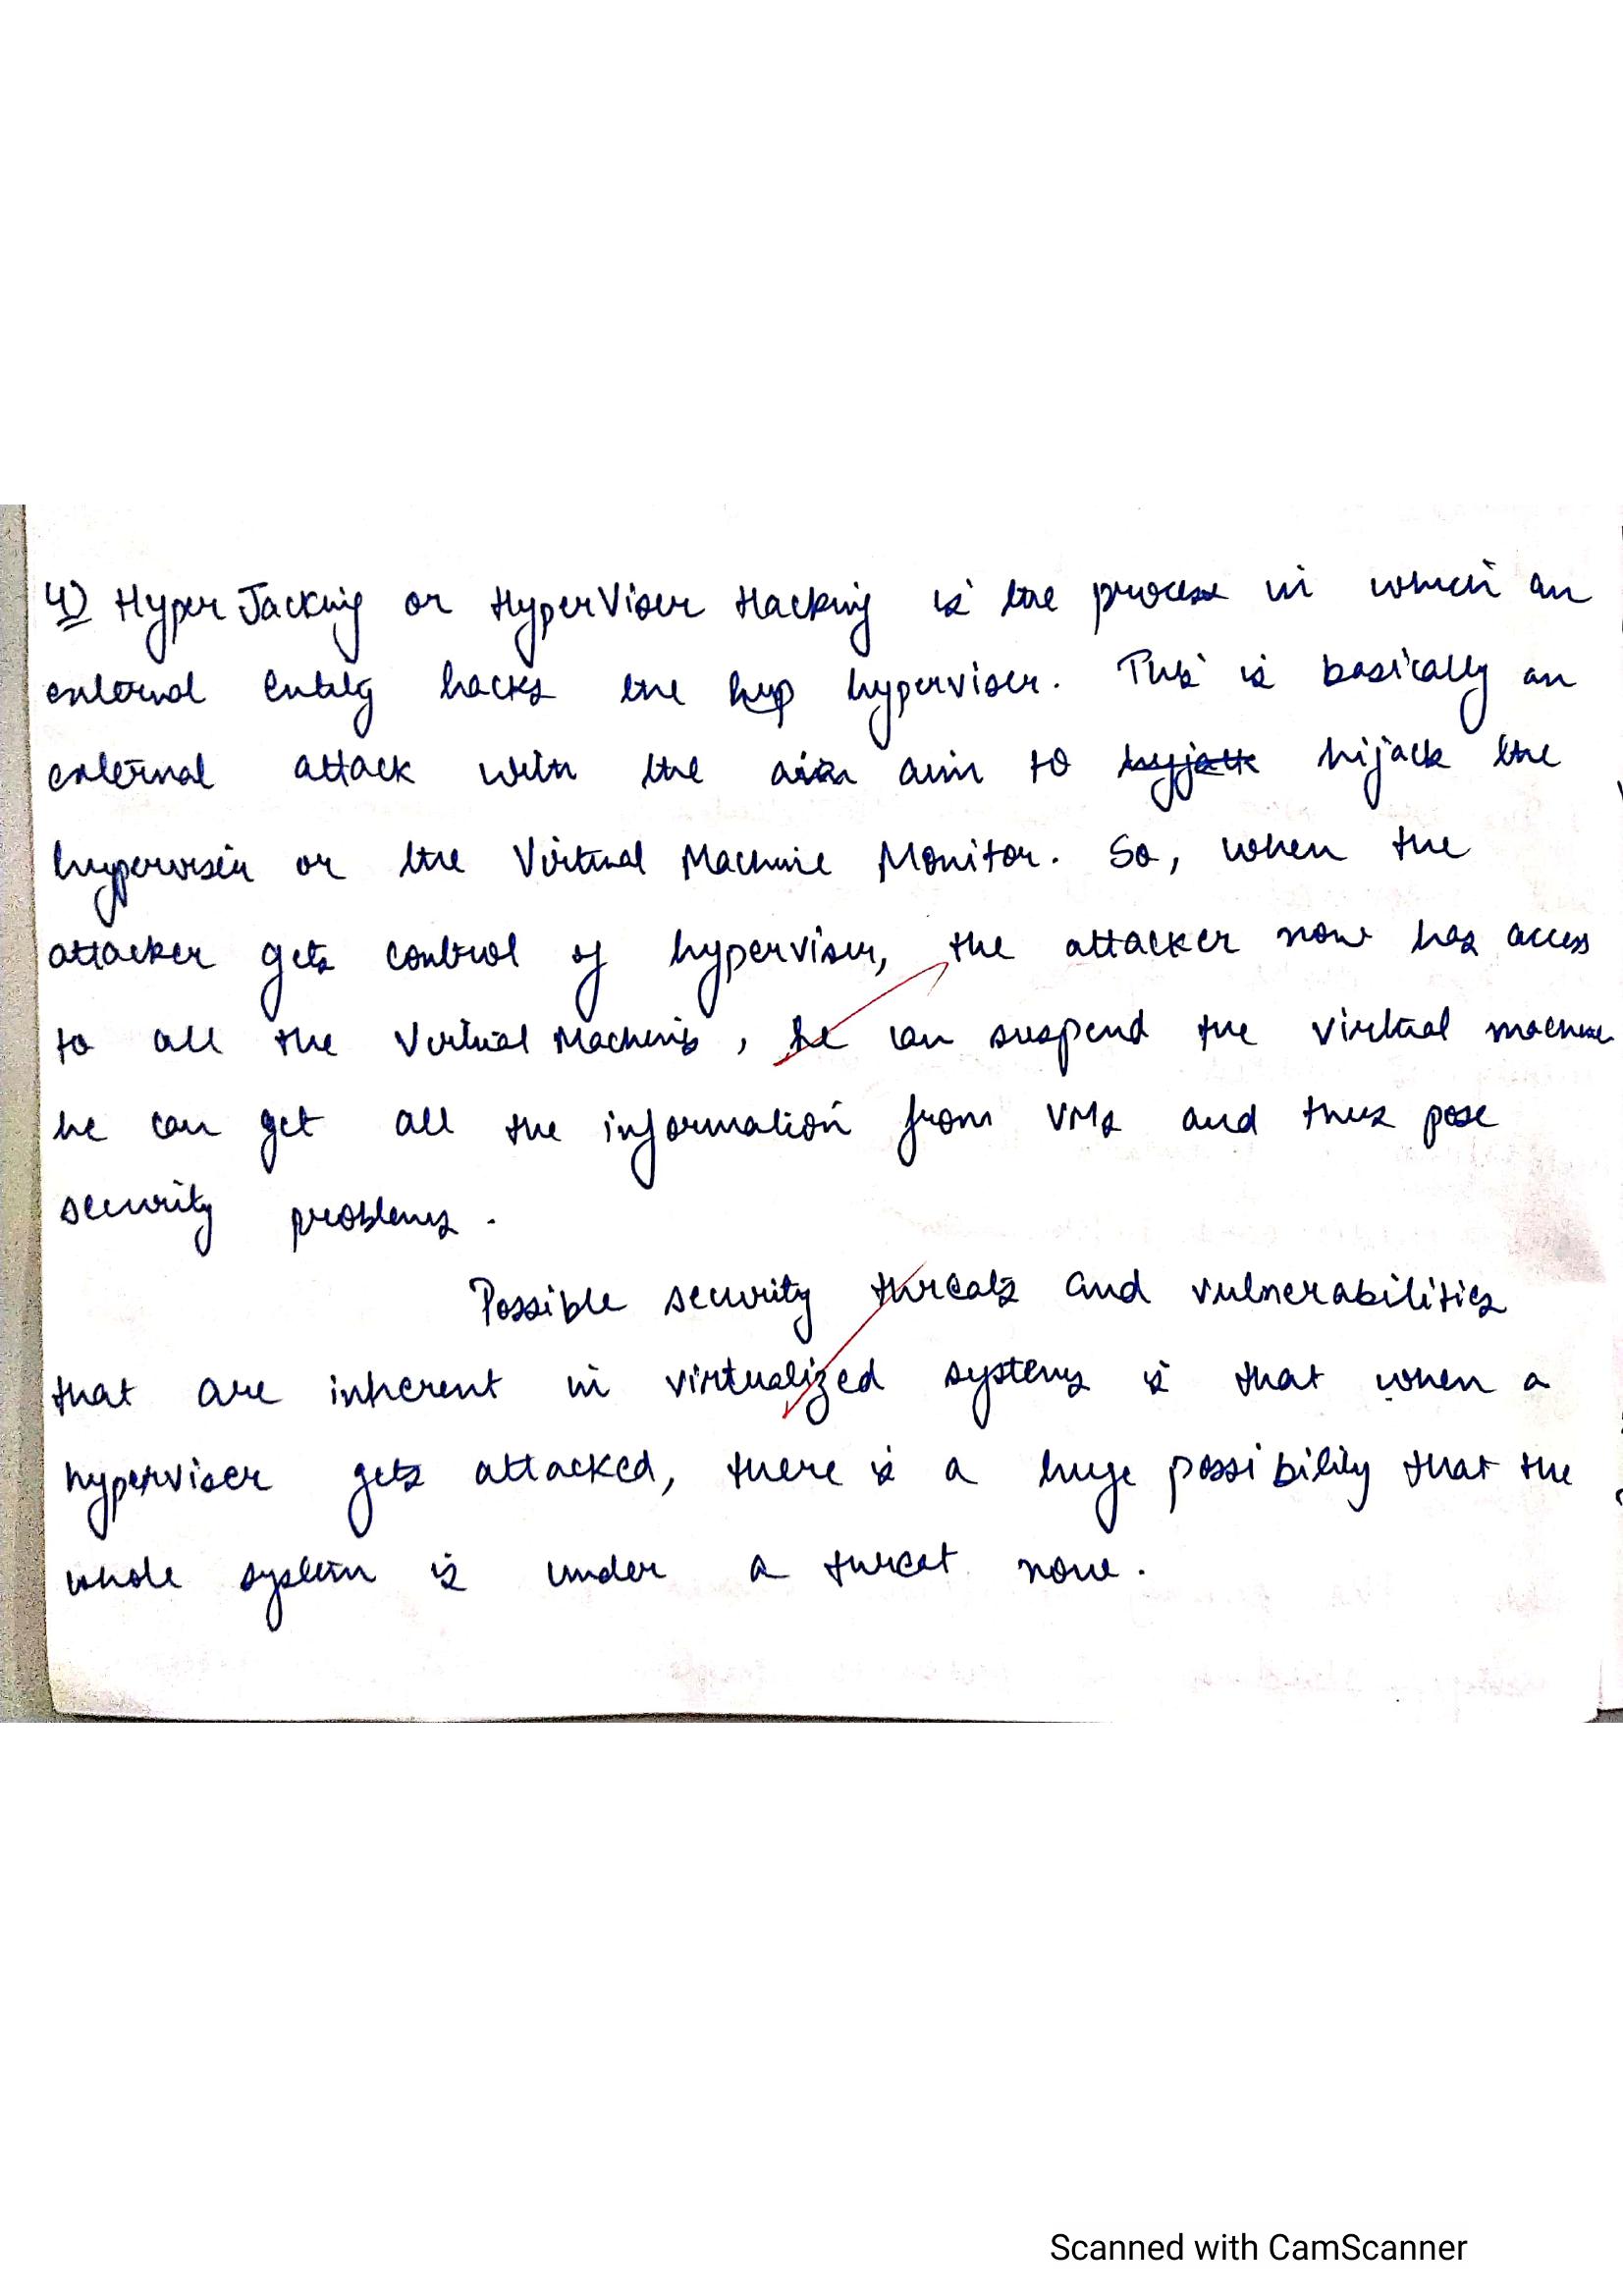 4) HyperJacking or HyperVisor Hacking is the process in which an
external entity hacks the hyp hypervisor. This is basically an
external attack with the aim aim to hyjack hijack the
hypervisor or the Virtual Machine Monitor. So, when the
attacker gets control of hypervisor, the attacker now has access
to all the Virtual Machines, he can suspend the virtual machine
he can get all the information from VMs and thus pose
security problems.
Possible security threats and vulnerabilities
that are inherent in virtualized systems is that when a
hypervisor gets attacked, there is a huge possibility that the
whole system is under a threat now.
Scanned with CamScanner